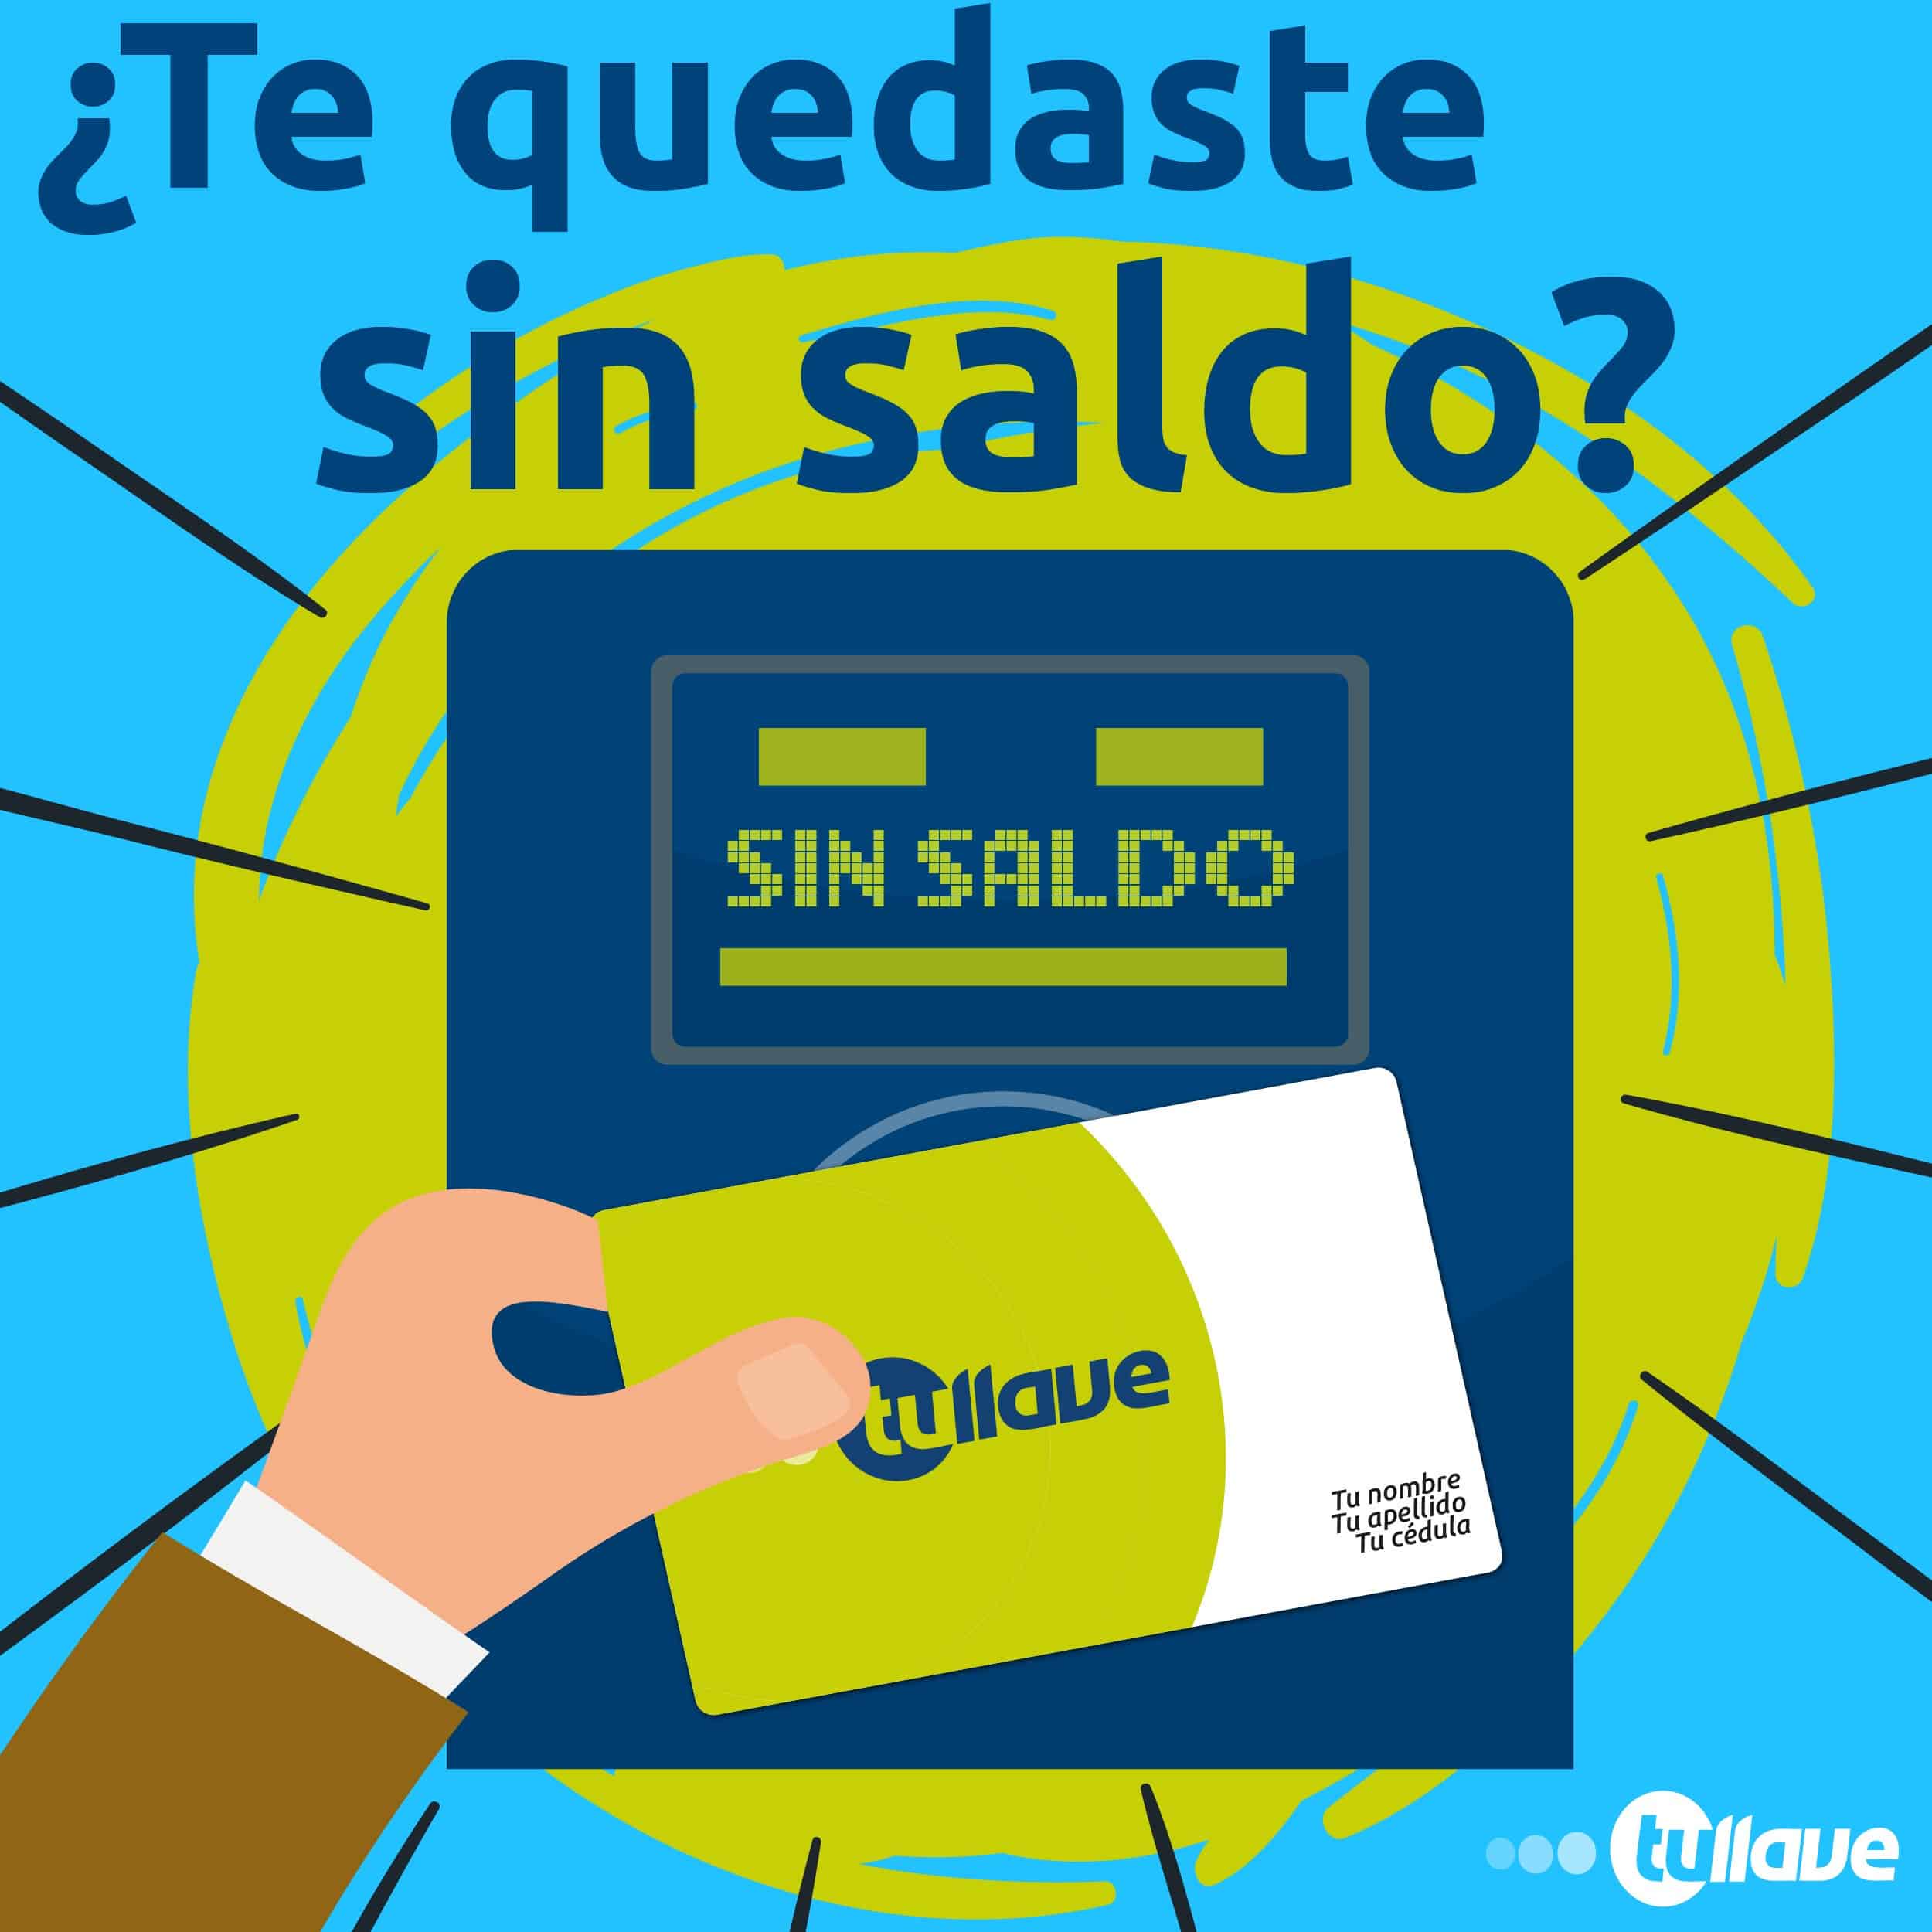 ¿Te quedaste
sin saldo?
SIN SALDO
tullave
Tu nombre
Tu apellido
Tu cédula
tullave